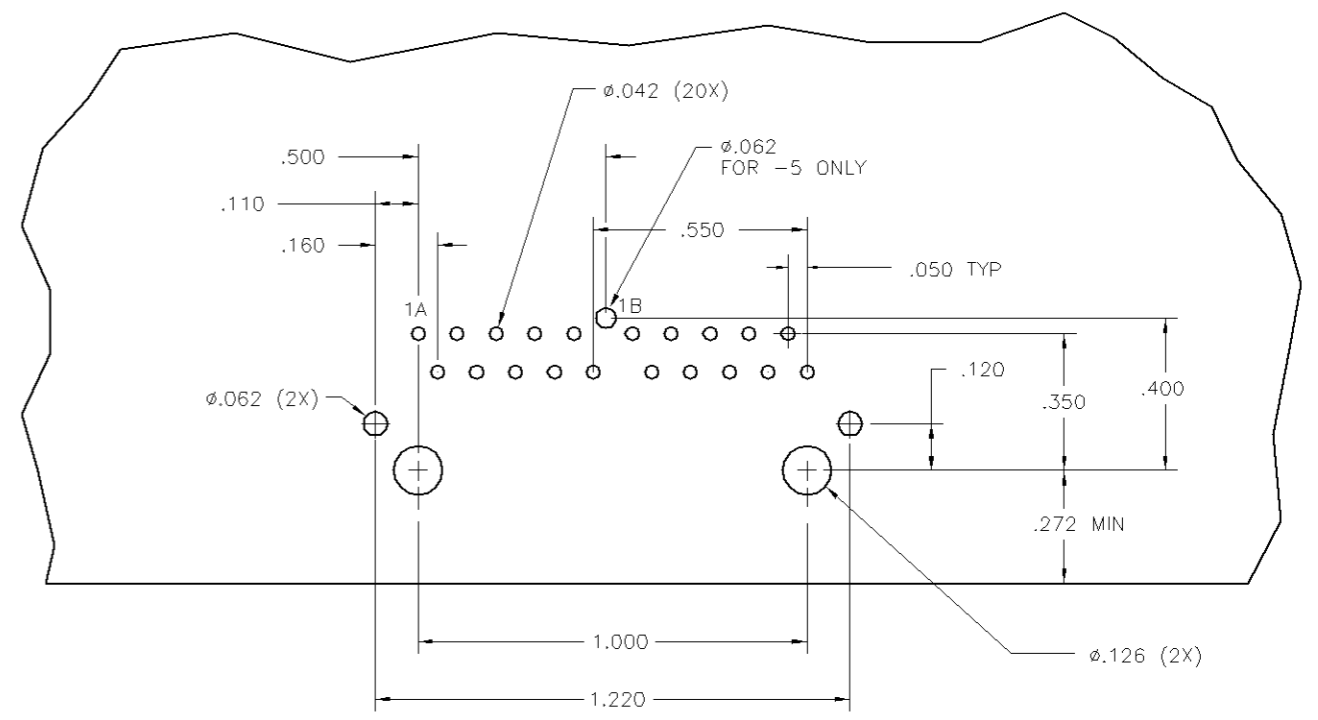 ø.042 (20X)
ø.062
FOR -5 ONLY
.500
.110
.550
.160
.050 TYP
1A
1B
.120
.400
ø.062 (2X)
.350
.272 MIN
1.000
ø.126 (2X)
1.220